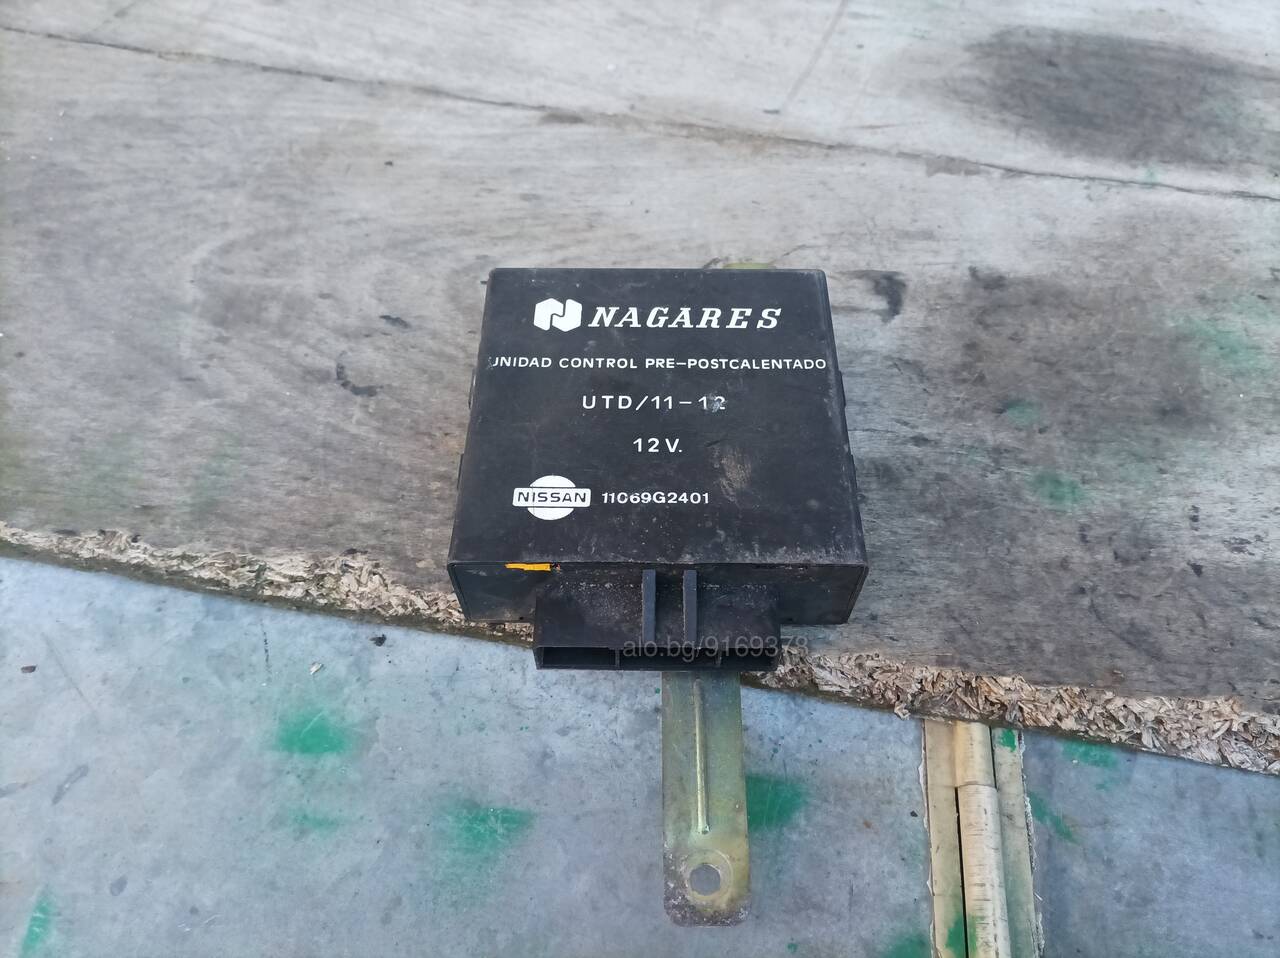 NAGARES
UNIDAD CONTROL PRE-POSTCALENTADO
UTD/11-12
12 V.
NISSAN 11069G2401
alo.bg/9169378